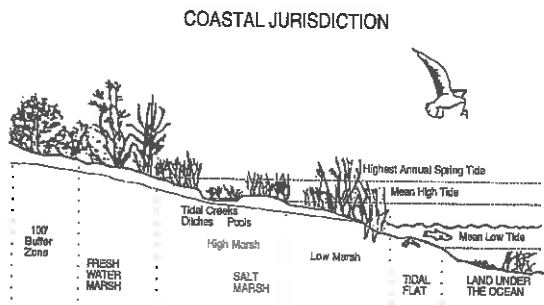 COASTAL JURISDICTION
Highest Annual Spring Tide
Mean High Tide
Mean Low Tide
Tidal Creeks
Ditches Pools
High Marsh
Low Marsh
100'
Buffer
Zone
FRESH
WATER
MARSH
SALT
MARSH
TIDAL
FLAT
LAND UNDER
THE OCEAN